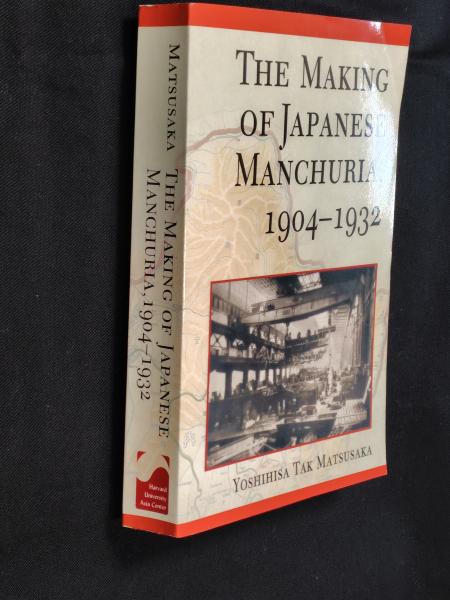 THE MAKING
OF JAPANESE
MANCHURIA,
1904–1932
YOSHIHISA TAK MATSUSAKA
MATSUSAKA
THE MAKING OF JAPANESE
MANCHURIA, 1904–1932
Harvard
University
Asia Center